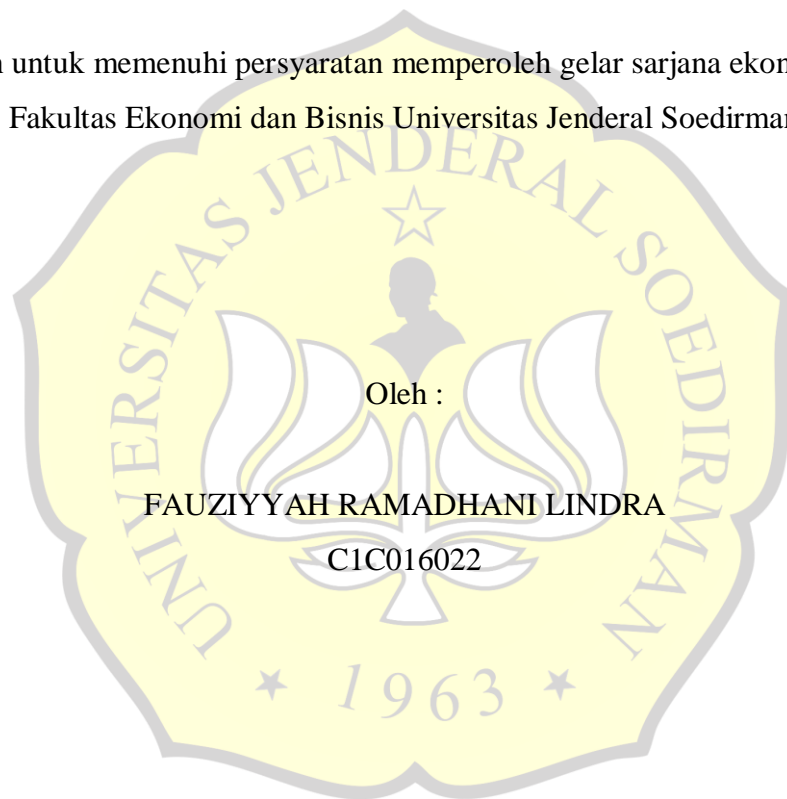 untuk memenuhi persyaratan memperoleh gelar sarjana
Fakultas Ekonomi dan Bisnis Universitas Jenderal
UNIVERSITAS JENDERAL SOEDIRMAN
Oleh :
FAUZIYYAH RAMADHANI LINDRA
C1C016022
1963